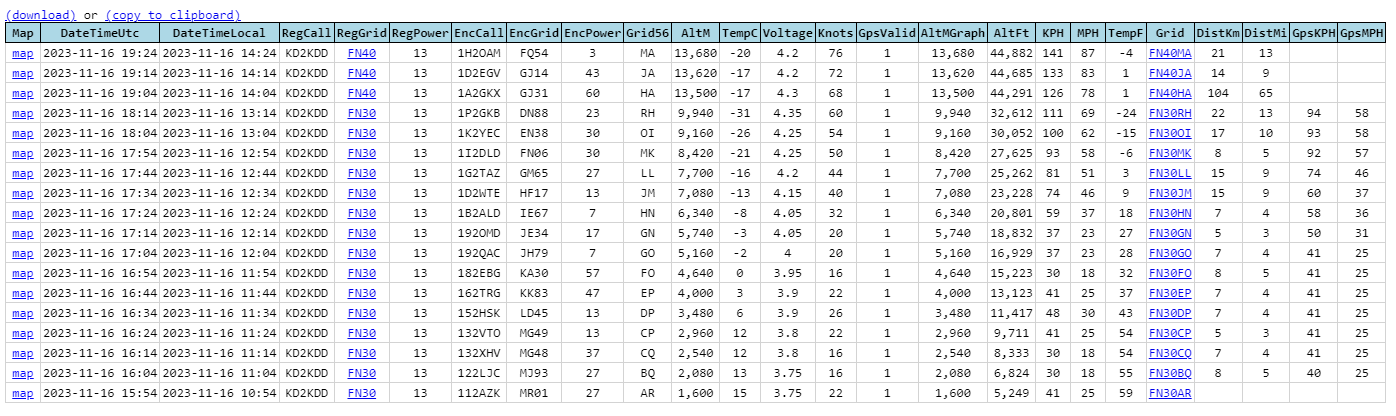 (download) or (copy to clipboard)
Map DateTimeUtc DateTimeLocal RegCall RegGrid RegPower EncCall EncGrid EncPower Grid56 AltM TempC Voltage Knots GpsValid AltMGraph AltFt KPH MPH TempF Grid DistKm DistMi GpsKPH GpsMPH
map 2023-11-16 19:24 2023-11-16 14:24 KD2KDD FN40 13 1H2OAM FQ54 3 MA 13,680 -20 4.2 76 1 13,680 44,882 141 87 -4 FN40MA 21 13
map 2023-11-16 19:14 2023-11-16 14:14 KD2KDD FN40 13 1D2EGV GJ14 43 JA 13,620 -17 4.2 72 1 13,620 44,685 133 83 1 FN40JA 14 9
map 2023-11-16 19:04 2023-11-16 14:04 KD2KDD FN40 13 1A2GKX GJ31 60 HA 13,500 -17 4.3 68 1 13,500 44,291 126 78 1 FN40HA 104 65
map 2023-11-16 18:14 2023-11-16 13:14 KD2KDD FN30 13 1P2GKB DN88 23 RH 9,940 -31 4.35 60 1 9,940 32,612 111 69 -24 FN30RH 22 13 94 58
map 2023-11-16 18:04 2023-11-16 13:04 KD2KDD FN30 13 1K2YEC EN38 30 OI 9,160 -26 4.25 54 1 9,160 30,052 100 62 -15 FN30OI 17 10 93 58
map 2023-11-16 17:54 2023-11-16 12:54 KD2KDD FN30 13 1I2DLD FN06 30 MK 8,420 -21 4.25 50 1 8,420 27,625 93 58 -6 FN30MK 8 5 92 57
map 2023-11-16 17:44 2023-11-16 12:44 KD2KDD FN30 13 1G2TAZ GM65 27 LL 7,700 -16 4.2 44 1 7,700 25,262 81 51 3 FN30LL 15 9 74 46
map 2023-11-16 17:34 2023-11-16 12:34 KD2KDD FN30 13 1D2WTE HF17 13 JM 7,080 -13 4.15 40 1 7,080 23,228 74 46 9 FN30JM 15 9 60 37
map 2023-11-16 17:24 2023-11-16 12:24 KD2KDD FN30 13 1B2ALD IE67 7 HN 6,340 -8 4.05 32 1 6,340 20,801 59 37 18 FN30HN 7 4 58 36
map 2023-11-16 17:14 2023-11-16 12:14 KD2KDD FN30 13 192OMD JE34 17 GN 5,740 -3 4.05 20 1 5,740 18,832 37 23 27 FN30GN 5 3 50 31
map 2023-11-16 17:04 2023-11-16 12:04 KD2KDD FN30 13 192QAC JH79 7 GO 5,160 -2 4 20 1 5,160 16,929 37 23 28 FN30GO 7 4 41 25
map 2023-11-16 16:54 2023-11-16 11:54 KD2KDD FN30 13 182EBG KA30 57 FO 4,640 0 3.95 16 1 4,640 15,223 30 18 32 FN30FO 8 5 41 25
map 2023-11-16 16:44 2023-11-16 11:44 KD2KDD FN30 13 162TRG KK83 47 EP 4,000 3 3.9 22 1 4,000 13,123 41 25 37 FN30EP 7 4 41 25
map 2023-11-16 16:34 2023-11-16 11:34 KD2KDD FN30 13 152HSK LD45 13 DP 3,480 6 3.9 26 1 3,480 11,417 48 30 43 FN30DP 7 4 41 25
map 2023-11-16 16:24 2023-11-16 11:24 KD2KDD FN30 13 132VTO MG49 13 CP 2,960 12 3.8 22 1 2,960 9,711 41 25 54 FN30CP 5 3 41 25
map 2023-11-16 16:14 2023-11-16 11:14 KD2KDD FN30 13 132XHV MG48 37 CQ 2,540 12 3.8 16 1 2,540 8,333 30 18 54 FN30CQ 7 4 41 25
map 2023-11-16 16:04 2023-11-16 11:04 KD2KDD FN30 13 122LJC MJ93 27 BQ 2,080 13 3.75 16 1 2,080 6,824 30 18 55 FN30BQ 8 5 40 25
map 2023-11-16 15:54 2023-11-16 10:54 KD2KDD FN30 13 112AZK MR01 27 AR 1,600 15 3.75 22 1 1,600 5,249 41 25 59 FN30AR